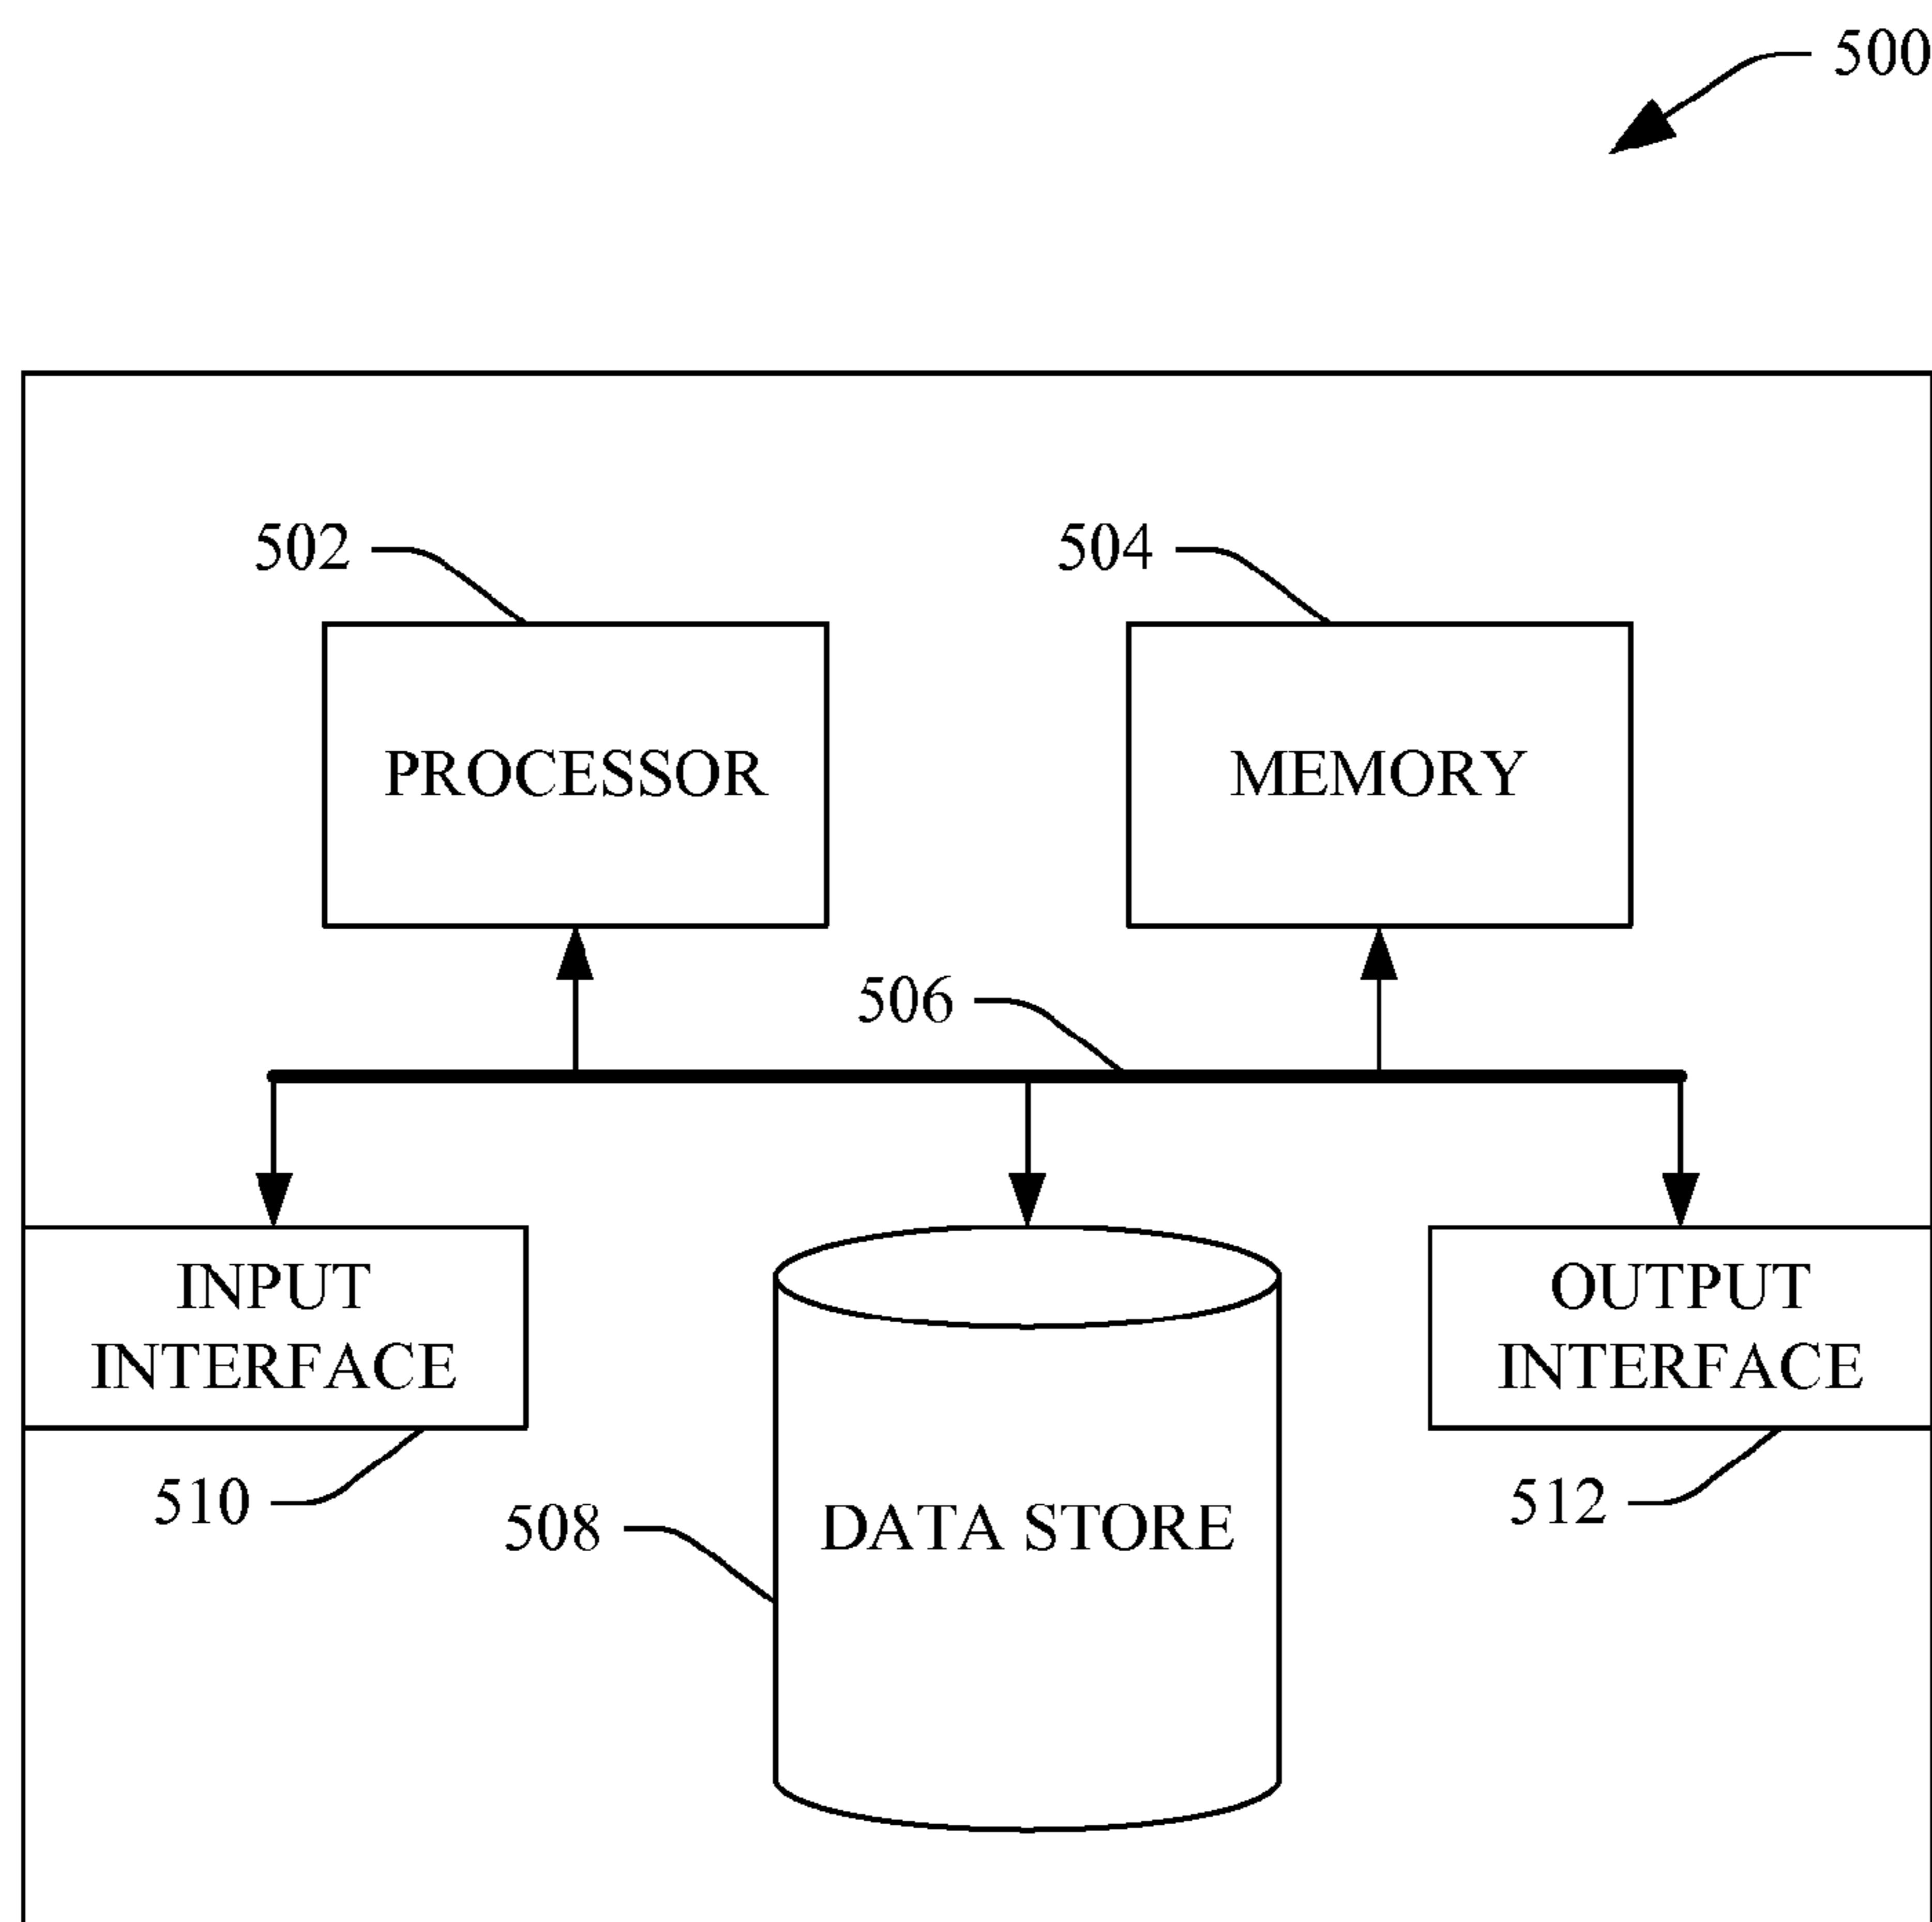 500
502
504
PROCESSOR
MEMORY
506
INPUT
INTERFACE
OUTPUT
INTERFACE
510
508
DATA STORE
512